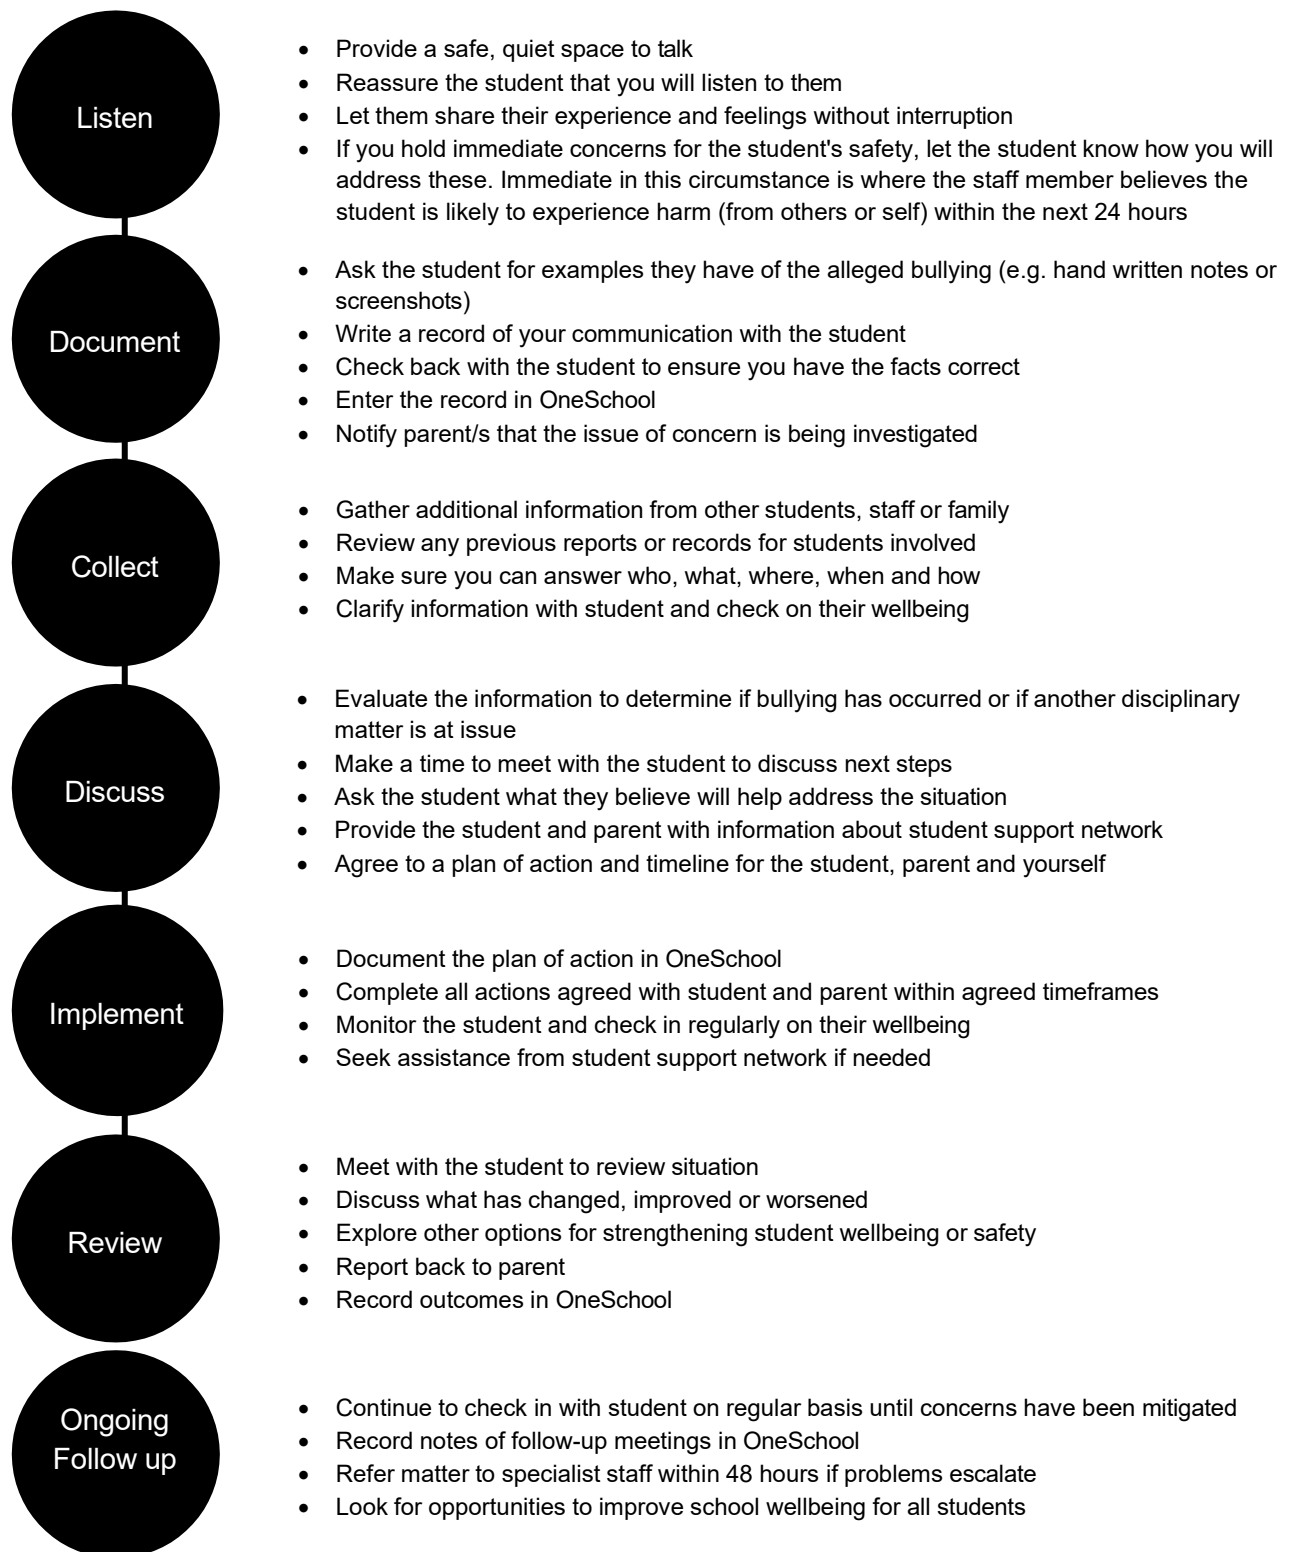 Listen
• Provide a safe, quiet space to talk
• Reassure the student that you will listen to them
• Let them share their experience and feelings without interruption
• If you hold immediate concerns for the student's safety, let the student know how you will
address these. Immediate in this circumstance is where the staff member believes the
student is likely to experience harm (from others or self) within the next 24 hours
Document
• Ask the student for examples they have of the alleged bullying (e.g. hand written notes or
screenshots)
• Write a record of your communication with the student
• Check back with the student to ensure you have the facts correct
• Enter the record in OneSchool
• Notify parent/s that the issue of concern is being investigated
Collect
• Gather additional information from other students, staff or family
• Review any previous reports or records for students involved
• Make sure you can answer who, what, where, when and how
• Clarify information with student and check on their wellbeing
Discuss
• Evaluate the information to determine if bullying has occurred or if another disciplinary
matter is at issue
• Make a time to meet with the student to discuss next steps
• Ask the student what they believe will help address the situation
• Provide the student and parent with information about student support network
• Agree to a plan of action and timeline for the student, parent and yourself
Implement
• Document the plan of action in OneSchool
• Complete all actions agreed with student and parent within agreed timeframes
• Monitor the student and check in regularly on their wellbeing
• Seek assistance from student support network if needed
Review
• Meet with the student to review situation
• Discuss what has changed, improved or worsened
• Explore other options for strengthening student wellbeing or safety
• Report back to parent
• Record outcomes in OneSchool
Ongoing
Follow up
• Continue to check in with student on regular basis until concerns have been mitigated
• Record notes of follow-up meetings in OneSchool
• Refer matter to specialist staff within 48 hours if problems escalate
• Look for opportunities to improve school wellbeing for all students